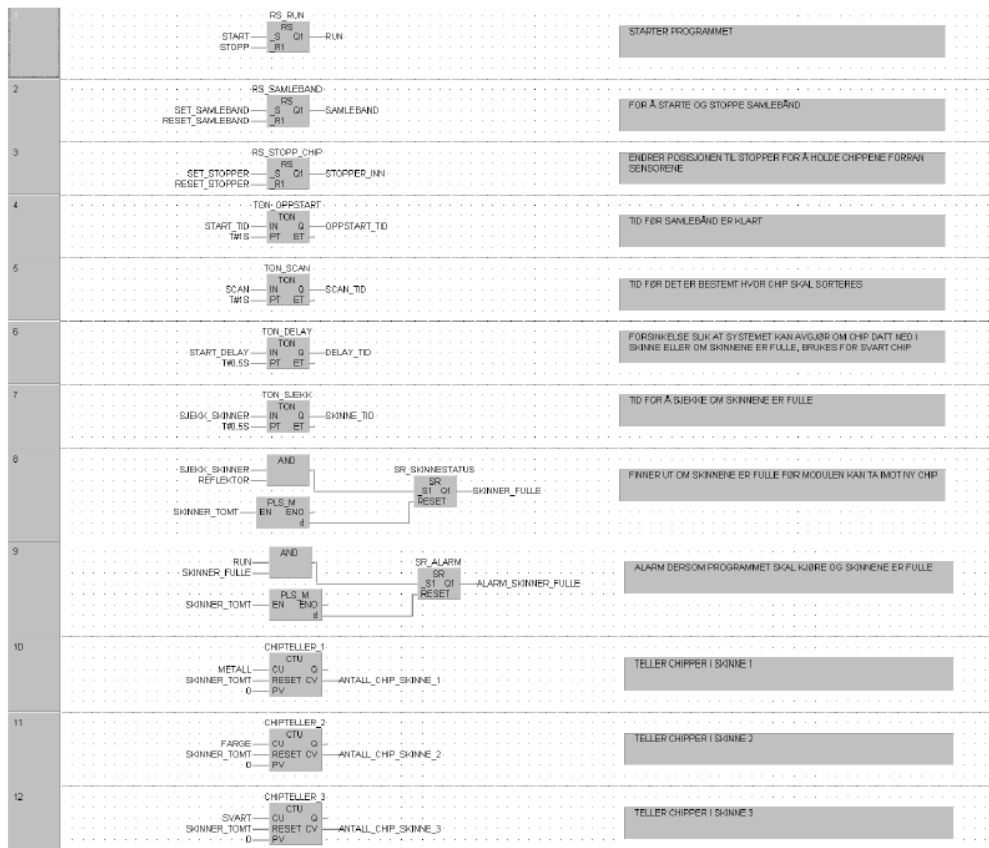 1
RS_RUN
RS
START _S Q1 RUN
STOPP _R1
STARTER PROGRAMMET
2
RS_SAMLEBAND
RS
SET_SAMLEBAND _S Q1 SAMLEBAND
RESET_SAMLEBAND _R1
FOR Å STARTE OG STOPPE SAMLEBÅND
3
RS_STOPP_CHIP
RS
SET_STOPPER _S Q1 STOPPER_INN
RESET_STOPPER _R1
ENDRER POSISJONEN TIL STOPPER FOR Å HOLDE CHIPPENE FORRAN
SENSORENE
4
TON_OPPSTART
TON
START_TID IN Q OPPSTART_TID
T#1S PT ET
TID FØR SAMLEBÅND ER KLART
5
TON_SCAN
TON
SCAN IN Q SCAN_TID
T#1S PT ET
TID FØR DET ER BESTEMT HVOR CHIP SKAL SORTERES
6
TON_DELAY
TON
START_DELAY IN Q DELAY_TID
T#0.5S PT ET
FORSINKELSE SLIK AT SYSTEMET KAN AVGJØR OM CHIP DATT NED I
SKINNE ELLER OM SKINNENE ER FULLE, BRUKES FOR SVART CHIP
7
TON_SJEKK
TON
SJEKK_SKINNER IN Q SKINNE_TID
T#0.5S PT ET
TID FOR Å SJEKKE OM SKINNENE ER FULLE
8
AND
SJEKK_SKINNER
REFLEKTOR
SR_SKINNESTATUS
SR
_S1 Q1 SKINNER_FULLE
RESET
PLS_M
SKINNER_TOMT EN ENO
d
FINNER UT OM SKINNENE ER FULLE FØR MODULEN KAN TA IMOT NY CHIP
9
AND
RUN
SKINNER_FULLE
SR_ALARM
SR
_S1 Q1 ALARM_SKINNER_FULLE
RESET
PLS_M
SKINNER_TOMT EN ENO
d
ALARM DERSOM PROGRAMMET SKAL KJØRE OG SKINNENE ER FULLE
10
CHIPTELLER_1
CTU
METALL CU Q
SKINNER_TOMT RESET CV ANTALL_CHIP_SKINNE_1
0 PV
TELLER CHIPPER I SKINNE 1
11
CHIPTELLER_2
CTU
FARGE CU Q
SKINNER_TOMT RESET CV ANTALL_CHIP_SKINNE_2
0 PV
TELLER CHIPPER I SKINNE 2
12
CHIPTELLER_3
CTU
SVART CU Q
SKINNER_TOMT RESET CV ANTALL_CHIP_SKINNE_3
0 PV
TELLER CHIPPER I SKINNE 3